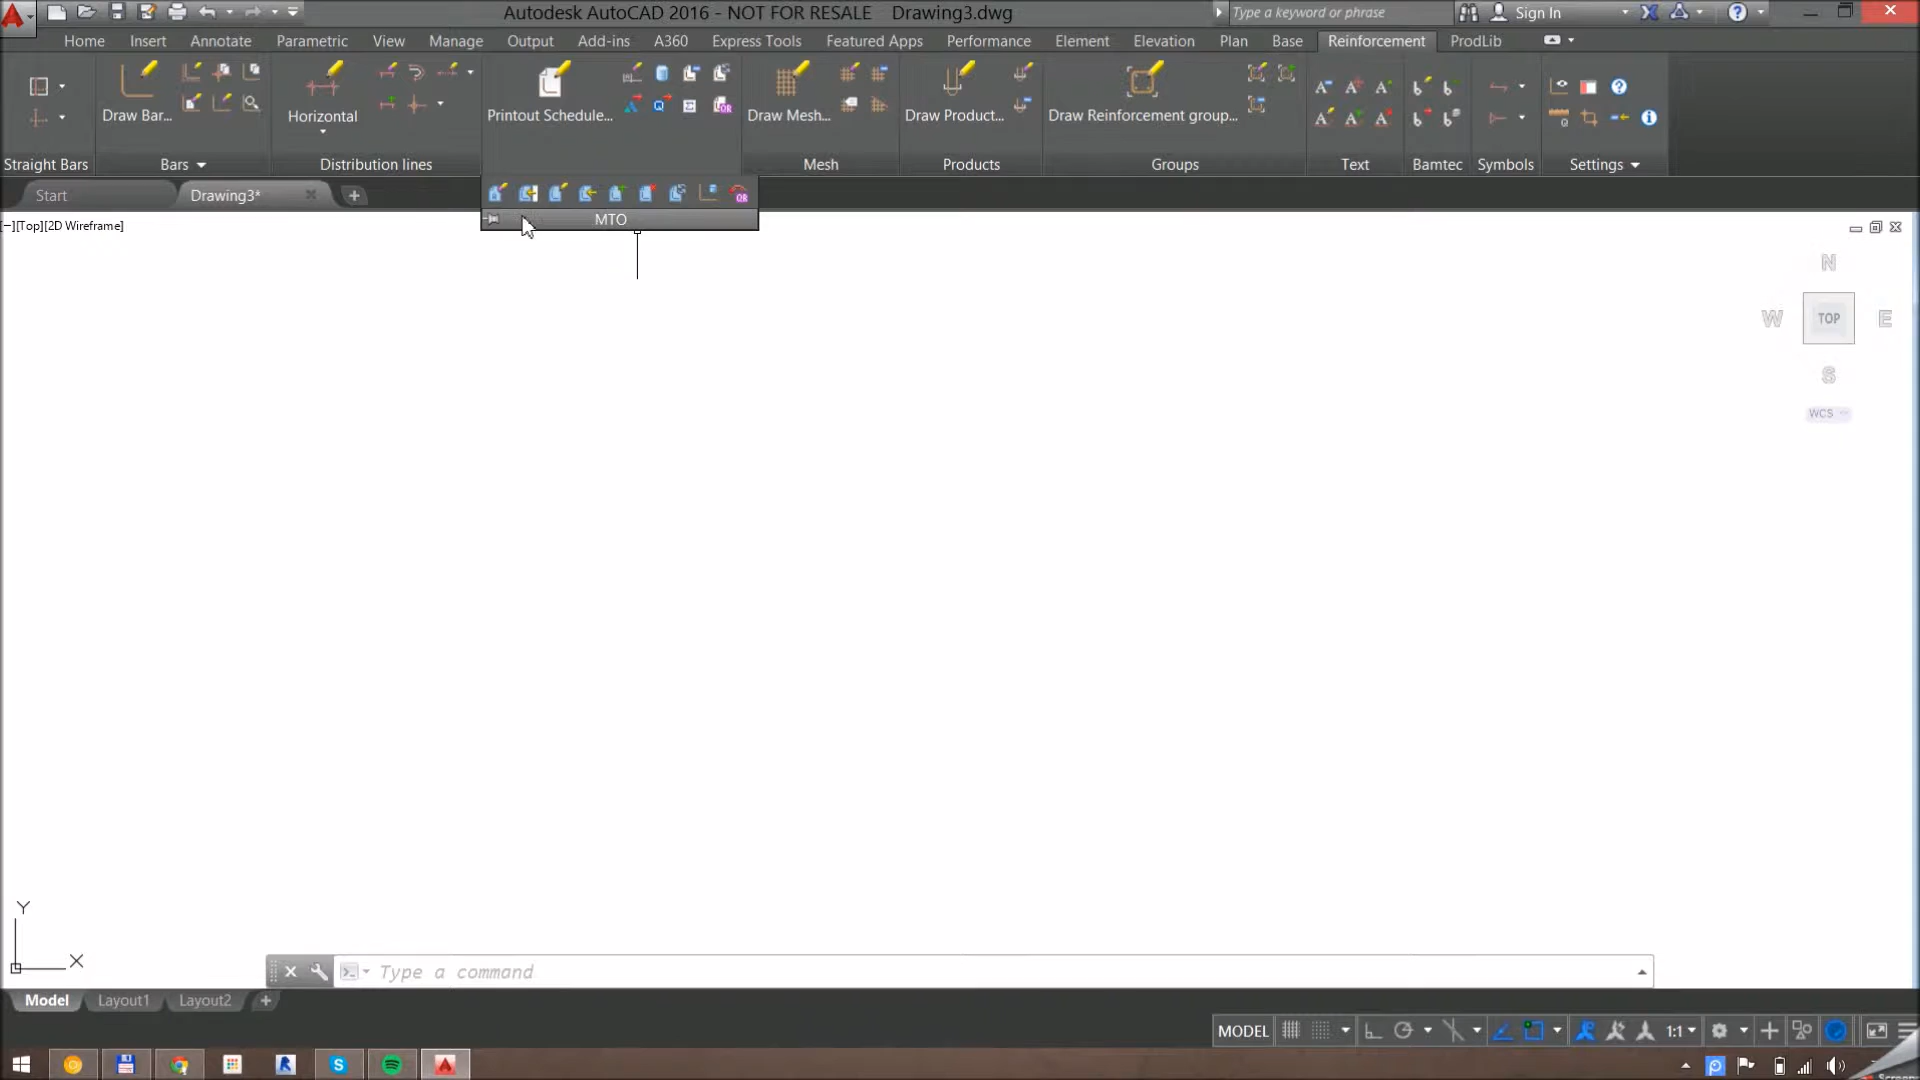 Autodesk AutoCAD 2016 - NOT FOR RESALE Drawing3.dwg
Type a keyword or phrase
Sign In
Home Insert Annotate Parametric View Manage Output Add-ins A360 Express Tools Featured Apps Performance Element Elevation Plan Base Reinforcement ProdLib
Draw Bar... Horizontal Printout Schedule... Draw Mesh... Draw Product... Draw Reinforcement group...
Straight Bars Bars Distribution lines Mesh Products Groups Text Bamtec Symbols Settings
Start Drawing3*
MTO
[−][Top][2D Wireframe]
N
W TOP E
S
WCS
Y
X
Type a command
Model Layout1 Layout2
MODEL 1:1